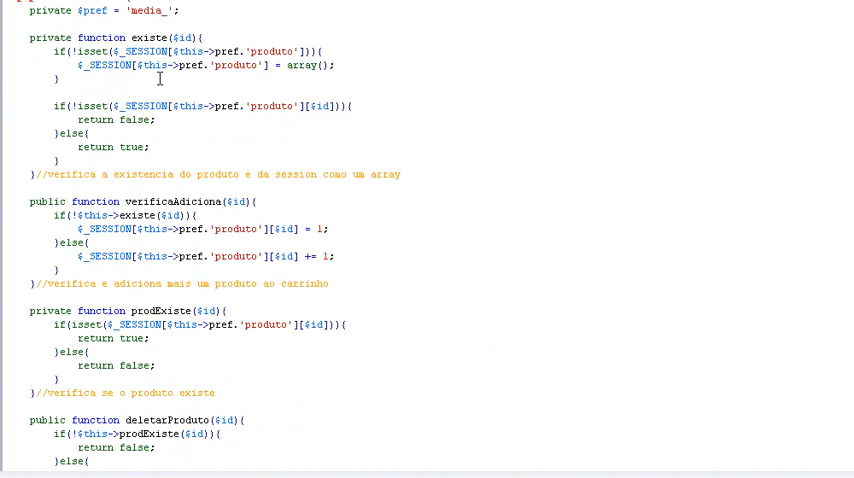 private $pref = 'media_';
private function existe($id){
if(!isset($_SESSION[$this->pref.'produto'])){
$_SESSION[$this->pref.'produto'] = array();
}
if(!isset($_SESSION[$this->pref.'produto'][$id])){
return false;
}else{
return true;
}
}//verifica a existencia do produto e da session como um array
public function verificaAdiciona($id){
if(!$this->existe($id)){
$_SESSION[$this->pref.'produto'][$id] = 1;
}else{
$_SESSION[$this->pref.'produto'][$id] += 1;
}
}//verifica e adiciona mais um produto ao carrinho
private function prodExiste($id){
if(isset($_SESSION[$this->pref.'produto'][$id])){
return true;
}else{
return false;
}
}//verifica se o produto existe
public function deletarProduto($id){
if(!$this->prodExiste($id)){
return false;
}else{